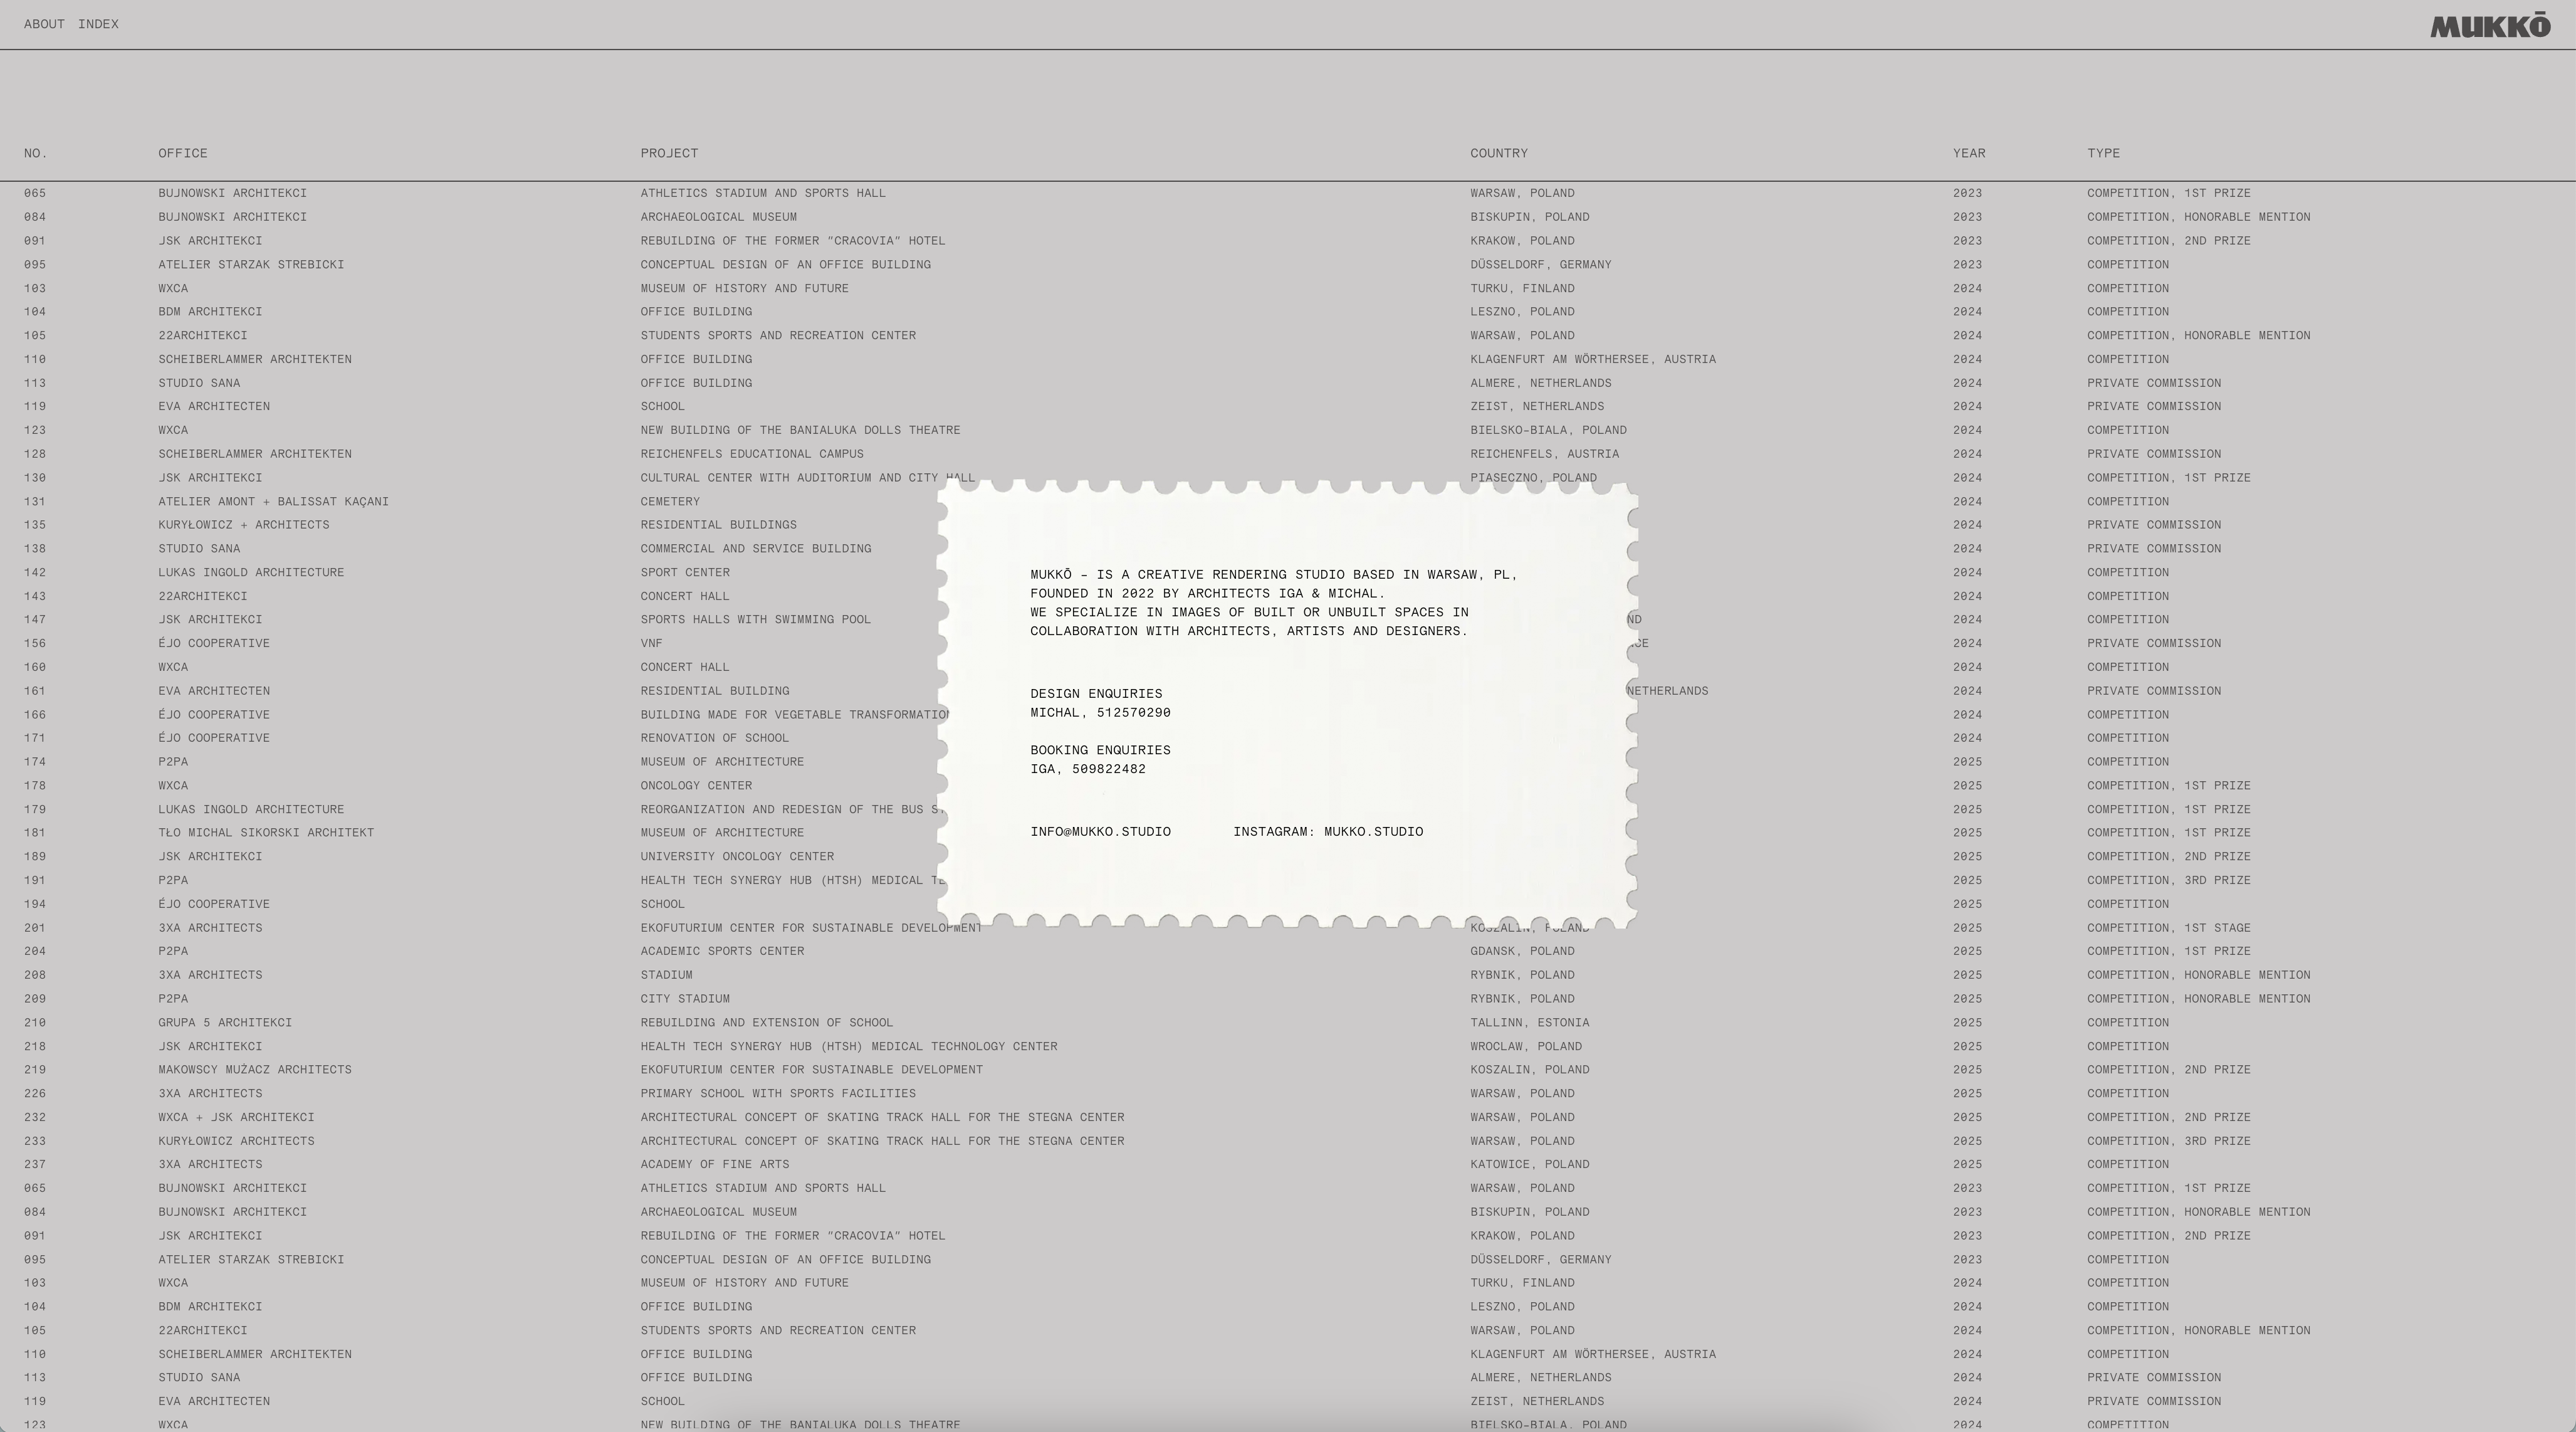 ABOUT INDEX MUKKŌ
NO. OFFICE PROJECT COUNTRY YEAR TYPE
065 BUJNOWSKI ARCHITEKCI ATHLETICS STADIUM AND SPORTS HALL WARSAW, POLAND 2023 COMPETITION, 1ST PRIZE
084 BUJNOWSKI ARCHITEKCI ARCHAEOLOGICAL MUSEUM BISKUPIN, POLAND 2023 COMPETITION, HONORABLE MENTION
091 JSK ARCHITEKCI REBUILDING OF THE FORMER "CRACOVIA" HOTEL KRAKOW, POLAND 2023 COMPETITION, 2ND PRIZE
095 ATELIER STARZAK STREBICKI CONCEPTUAL DESIGN OF AN OFFICE BUILDING DÜSSELDORF, GERMANY 2023 COMPETITION
103 WXCA MUSEUM OF HISTORY AND FUTURE TURKU, FINLAND 2024 COMPETITION
104 BDM ARCHITEKCI OFFICE BUILDING LESZNO, POLAND 2024 COMPETITION
105 22ARCHITEKCI STUDENTS SPORTS AND RECREATION CENTER WARSAW, POLAND 2024 COMPETITION, HONORABLE MENTION
110 SCHEIBERLAMMER ARCHITEKTEN OFFICE BUILDING KLAGENFURT AM WÖRTHERSEE, AUSTRIA 2024 COMPETITION
113 STUDIO SANA OFFICE BUILDING ALMERE, NETHERLANDS 2024 PRIVATE COMMISSION
119 EVA ARCHITECTEN SCHOOL ZEIST, NETHERLANDS 2024 PRIVATE COMMISSION
123 WXCA NEW BUILDING OF THE BANIALUKA DOLLS THEATRE BIELSKO-BIALA, POLAND 2024 COMPETITION
128 SCHEIBERLAMMER ARCHITEKTEN REICHENFELS EDUCATIONAL CAMPUS REICHENFELS, AUSTRIA 2024 PRIVATE COMMISSION
130 JSK ARCHITEKCI CULTURAL CENTER WITH AUDITORIUM AND CITY HALL PIASECZNO, POLAND 2024 COMPETITION, 1ST PRIZE
131 ATELIER AMONT + BALISSAT KAÇANI CEMETERY 2024 COMPETITION
135 KURYŁOWICZ + ARCHITECTS RESIDENTIAL BUILDINGS 2024 PRIVATE COMMISSION
138 STUDIO SANA COMMERCIAL AND SERVICE BUILDING 2024 PRIVATE COMMISSION
142 LUKAS INGOLD ARCHITECTURE SPORT CENTER 2024 COMPETITION
143 22ARCHITEKCI CONCERT HALL 2024 COMPETITION
147 JSK ARCHITEKCI SPORTS HALLS WITH SWIMMING POOL 2024 COMPETITION
156 ÉJO COOPERATIVE VNF 2024 PRIVATE COMMISSION
160 WXCA CONCERT HALL 2024 COMPETITION
161 EVA ARCHITECTEN RESIDENTIAL BUILDING NETHERLANDS 2024 PRIVATE COMMISSION
166 ÉJO COOPERATIVE BUILDING MADE FOR VEGETABLE TRANSFORMATION 2024 COMPETITION
171 ÉJO COOPERATIVE RENOVATION OF SCHOOL 2024 COMPETITION
174 P2PA MUSEUM OF ARCHITECTURE 2025 COMPETITION
178 WXCA ONCOLOGY CENTER 2025 COMPETITION, 1ST PRIZE
179 LUKAS INGOLD ARCHITECTURE REORGANIZATION AND REDESIGN OF THE BUS 2025 COMPETITION, 1ST PRIZE
181 TŁO MICHAL SIKORSKI ARCHITEKT MUSEUM OF ARCHITECTURE 2025 COMPETITION, 1ST PRIZE
189 JSK ARCHITEKCI UNIVERSITY ONCOLOGY CENTER 2025 COMPETITION, 2ND PRIZE
191 P2PA HEALTH TECH SYNERGY HUB (HTSH) MEDICAL 2025 COMPETITION, 3RD PRIZE
194 ÉJO COOPERATIVE SCHOOL 2025 COMPETITION
201 3XA ARCHITECTS EKOFUTURIUM CENTER FOR SUSTAINABLE DEVELOPMENT KOSZALIN, POLAND 2025 COMPETITION, 1ST STAGE
204 P2PA ACADEMIC SPORTS CENTER GDANSK, POLAND 2025 COMPETITION, 1ST PRIZE
208 3XA ARCHITECTS STADIUM RYBNIK, POLAND 2025 COMPETITION, HONORABLE MENTION
209 P2PA CITY STADIUM RYBNIK, POLAND 2025 COMPETITION, HONORABLE MENTION
210 GRUPA 5 ARCHITEKCI REBUILDING AND EXTENSION OF SCHOOL TALLINN, ESTONIA 2025 COMPETITION
218 JSK ARCHITEKCI HEALTH TECH SYNERGY HUB (HTSH) MEDICAL TECHNOLOGY CENTER WROCLAW, POLAND 2025 COMPETITION
219 MAKOWSCY MUŻACZ ARCHITECTS EKOFUTURIUM CENTER FOR SUSTAINABLE DEVELOPMENT KOSZALIN, POLAND 2025 COMPETITION, 2ND PRIZE
226 3XA ARCHITECTS PRIMARY SCHOOL WITH SPORTS FACILITIES WARSAW, POLAND 2025 COMPETITION
232 WXCA + JSK ARCHITEKCI ARCHITECTURAL CONCEPT OF SKATING TRACK HALL FOR THE STEGNA CENTER WARSAW, POLAND 2025 COMPETITION, 2ND PRIZE
233 KURYŁOWICZ ARCHITECTS ARCHITECTURAL CONCEPT OF SKATING TRACK HALL FOR THE STEGNA CENTER WARSAW, POLAND 2025 COMPETITION, 3RD PRIZE
237 3XA ARCHITECTS ACADEMY OF FINE ARTS KATOWICE, POLAND 2025 COMPETITION
065 BUJNOWSKI ARCHITEKCI ATHLETICS STADIUM AND SPORTS HALL WARSAW, POLAND 2023 COMPETITION, 1ST PRIZE
084 BUJNOWSKI ARCHITEKCI ARCHAEOLOGICAL MUSEUM BISKUPIN, POLAND 2023 COMPETITION, HONORABLE MENTION
091 JSK ARCHITEKCI REBUILDING OF THE FORMER "CRACOVIA" HOTEL KRAKOW, POLAND 2023 COMPETITION, 2ND PRIZE
095 ATELIER STARZAK STREBICKI CONCEPTUAL DESIGN OF AN OFFICE BUILDING DÜSSELDORF, GERMANY 2023 COMPETITION
103 WXCA MUSEUM OF HISTORY AND FUTURE TURKU, FINLAND 2024 COMPETITION
104 BDM ARCHITEKCI OFFICE BUILDING LESZNO, POLAND 2024 COMPETITION
105 22ARCHITEKCI STUDENTS SPORTS AND RECREATION CENTER WARSAW, POLAND 2024 COMPETITION, HONORABLE MENTION
110 SCHEIBERLAMMER ARCHITEKTEN OFFICE BUILDING KLAGENFURT AM WÖRTHERSEE, AUSTRIA 2024 COMPETITION
113 STUDIO SANA OFFICE BUILDING ALMERE, NETHERLANDS 2024 PRIVATE COMMISSION
119 EVA ARCHITECTEN SCHOOL ZEIST, NETHERLANDS 2024 PRIVATE COMMISSION
123 WXCA NEW BUILDING OF THE BANIALUKA DOLLS THEATRE BIELSKO-BIALA, POLAND 2024 COMPETITION
MUKKŌ – IS A CREATIVE RENDERING STUDIO BASED IN WARSAW, PL,
FOUNDED IN 2022 BY ARCHITECTS IGA & MICHAL.
WE SPECIALIZE IN IMAGES OF BUILT OR UNBUILT SPACES IN
COLLABORATION WITH ARCHITECTS, ARTISTS AND DESIGNERS.
DESIGN ENQUIRIES
MICHAL, 512570290
BOOKING ENQUIRIES
IGA, 509822482
INFO@MUKKO.STUDIO INSTAGRAM: MUKKO.STUDIO